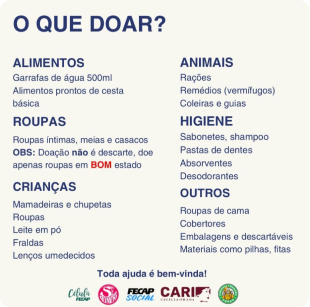 O QUE DOAR?
ALIMENTOS
Garrafas de água 500ml
Alimentos prontos de cesta
básica
ROUPAS
Roupas íntimas, meias e casacos
OBS: Doação não é descarte, doe
apenas roupas em BOM estado
CRIANÇAS
Mamadeiras e chupetas
Roupas
Leite em pó
Fraldas
Lenços umedecidos
ANIMAIS
Rações
Remédios (vermífugos)
Coleiras e guias
HIGIENE
Sabonetes, shampoo
Pastas de dentes
Absorventes
Desodorantes
OUTROS
Roupas de cama
Cobertores
Embalagens e descartáveis
Materiais como pilhas, fitas
Toda ajuda é bem-vinda!
Célula
FECAP
FECAP
SOCIAL
CARI